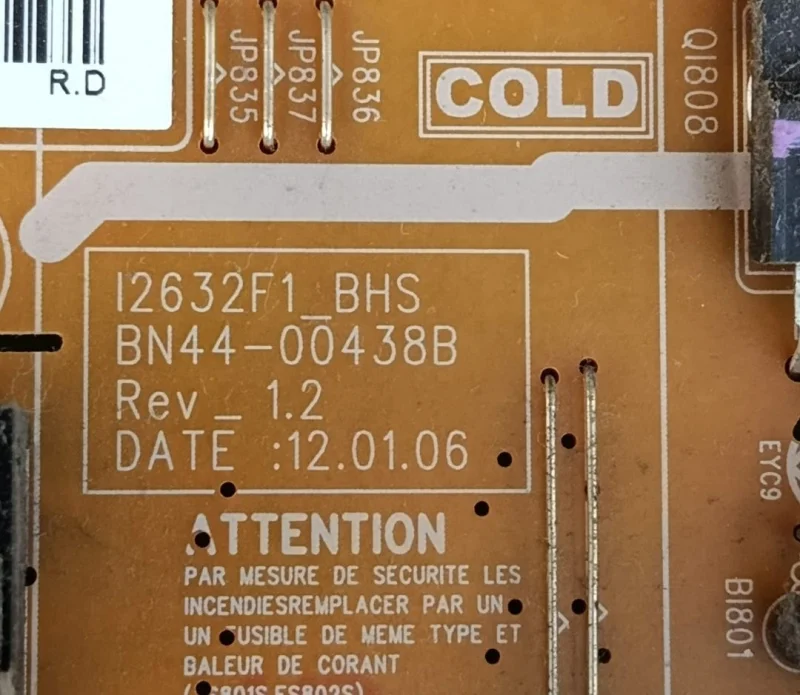 R.D
JP835
JP837
JP836
COLD
QI808
I2632F1_BHS
BN44-00438B
Rev_ 1.2
DATE :12.01.06
EYC9
ATTENTION
PAR MESURE DE SECURITE LES
INCENDIESREMPLACER PAR UN
UN FUSIBLE DE MEME TYPE ET
BALEUR DE CORANT
BI801